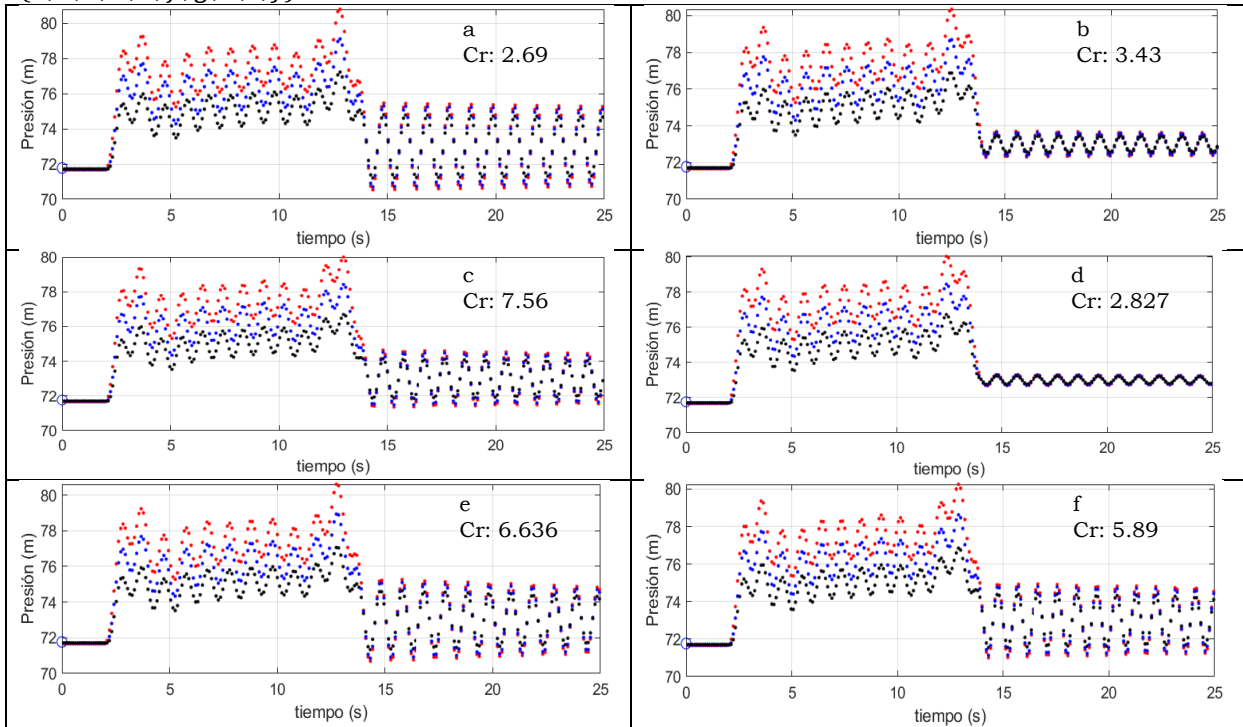 a
Cr: 2.69
Presión (m)
80
78
76
74
72
70
0 5 10 15 20 25
tiempo (s)
b
Cr: 3.43
Presión (m)
80
78
76
74
72
70
0 5 10 15 20 25
tiempo (s)
c
Cr: 7.56
Presión (m)
80
78
76
74
72
70
0 5 10 15 20 25
tiempo (s)
d
Cr: 2.827
Presión (m)
80
78
76
74
72
70
0 5 10 15 20 25
tiempo (s)
e
Cr: 6.636
Presión (m)
80
78
76
74
72
70
0 5 10 15 20 25
tiempo (s)
f
Cr: 5.89
Presión (m)
80
78
76
74
72
70
0 5 10 15 20 25
tiempo (s)